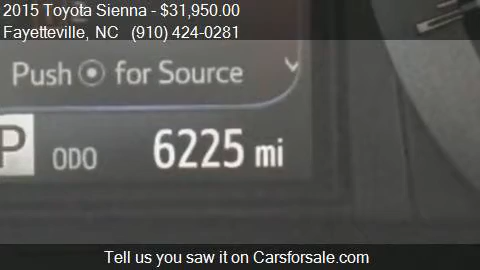 2015 Toyota Sienna - $31,950.00
Fayetteville, NC (910) 424-0281
Push ⦿ for Source
P ODO 6225 mi
Tell us you saw it on Carsforsale.com